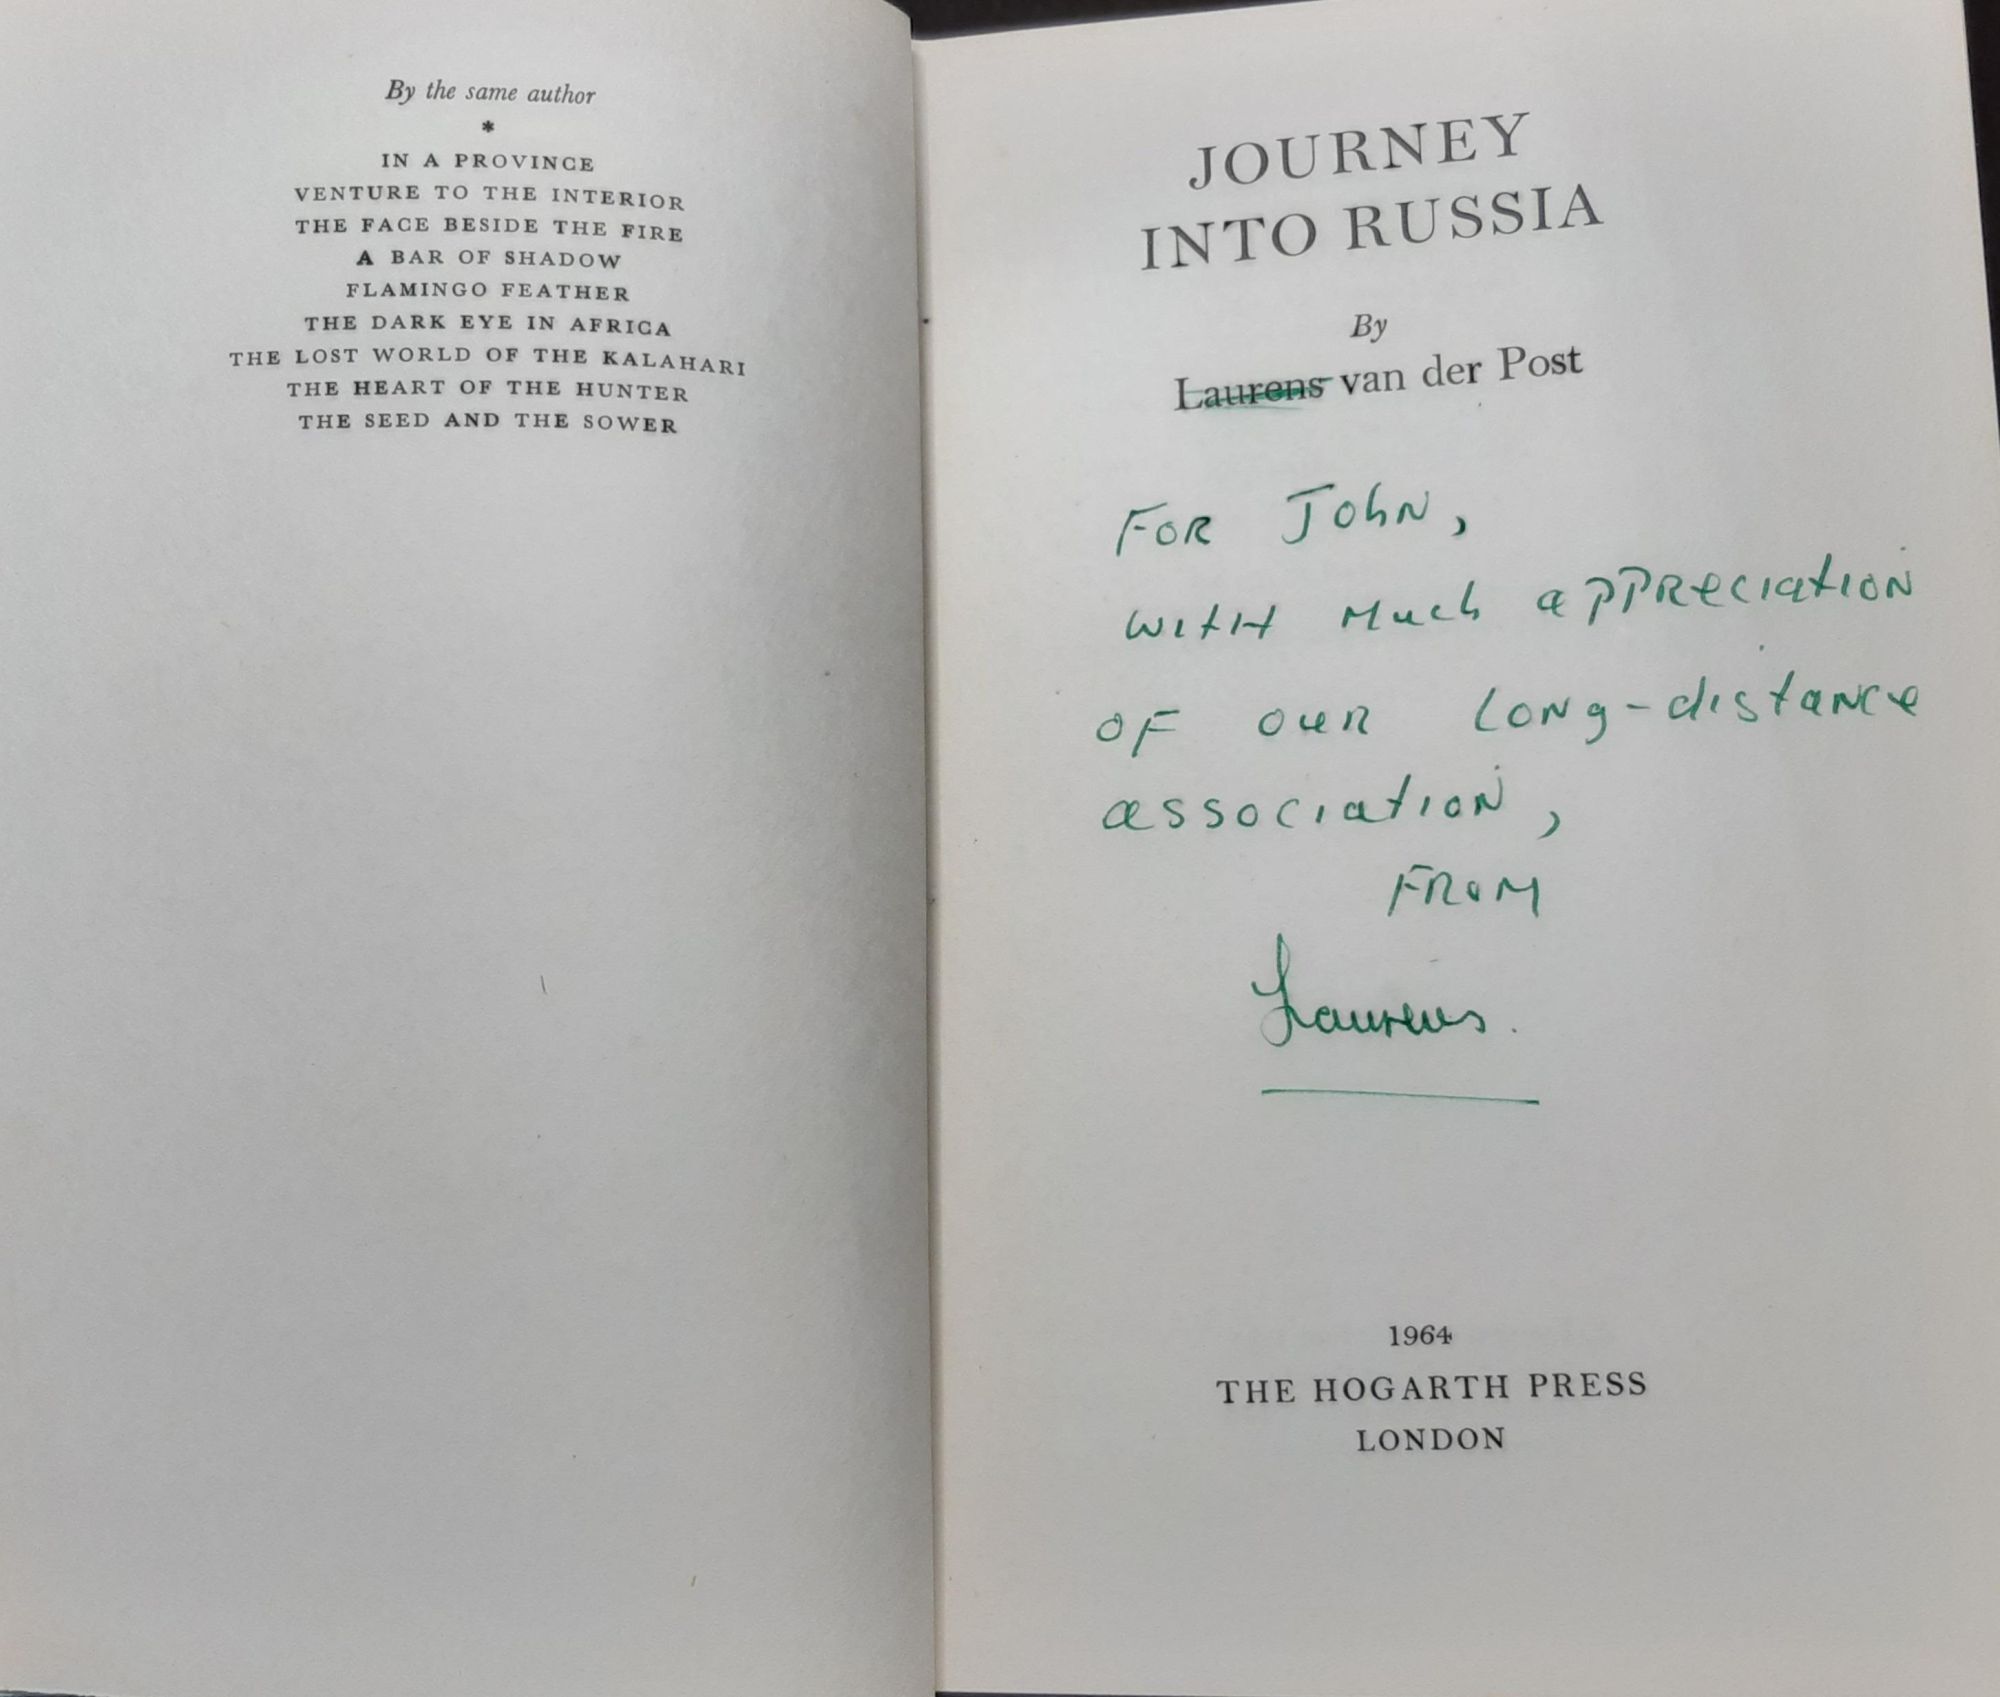 By the same author
*
IN A PROVINCE
VENTURE TO THE INTERIOR
THE FACE BESIDE THE FIRE
A BAR OF SHADOW
FLAMINGO FEATHER
THE DARK EYE IN AFRICA
THE LOST WORLD OF THE KALAHARI
THE HEART OF THE HUNTER
THE SEED AND THE SOWER
JOURNEY
INTO RUSSIA
By
Laurens van der Post
FOR JOhN,
WitH Much aPPReciatioN
OF OuR LoNg-distaNce
associatioN,
FROM
Laurens.
1964
THE HOGARTH PRESS
LONDON